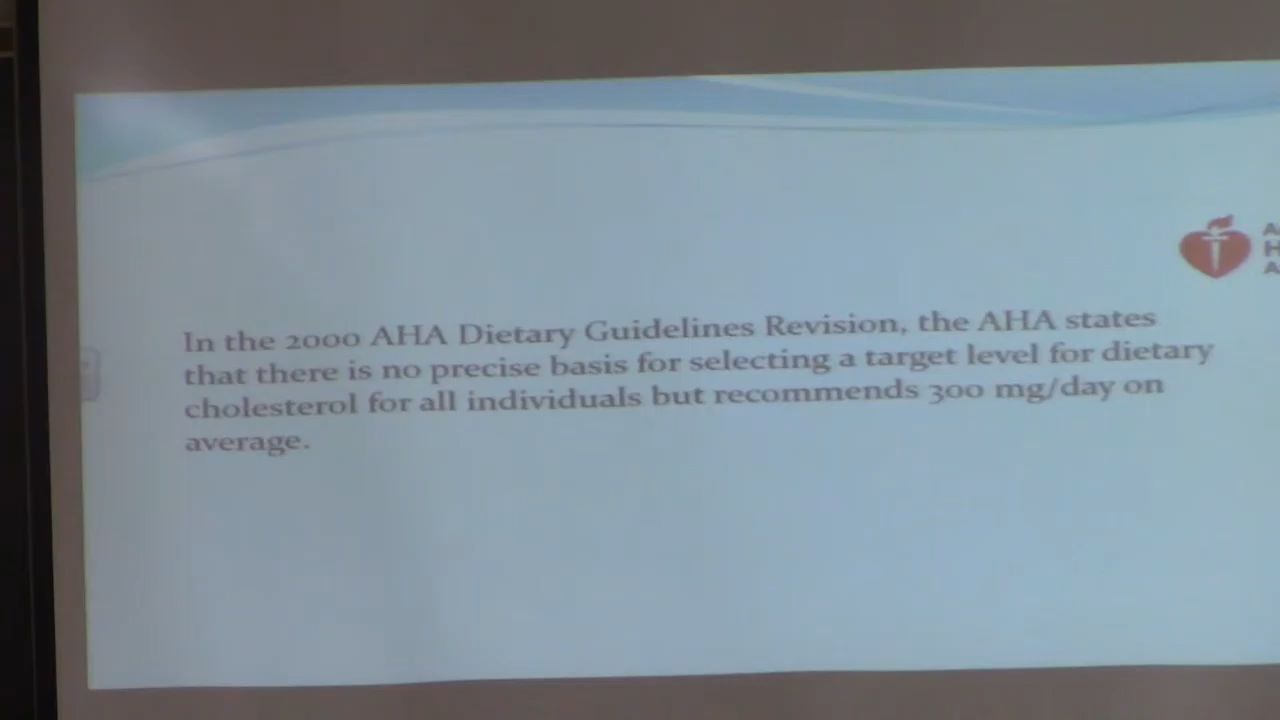 In the 2000 AHA Dietary Guidelines Revision, the AHA states
that there is no precise basis for selecting a target level for dietary
cholesterol for all individuals but recommends 300 mg/day on
average.